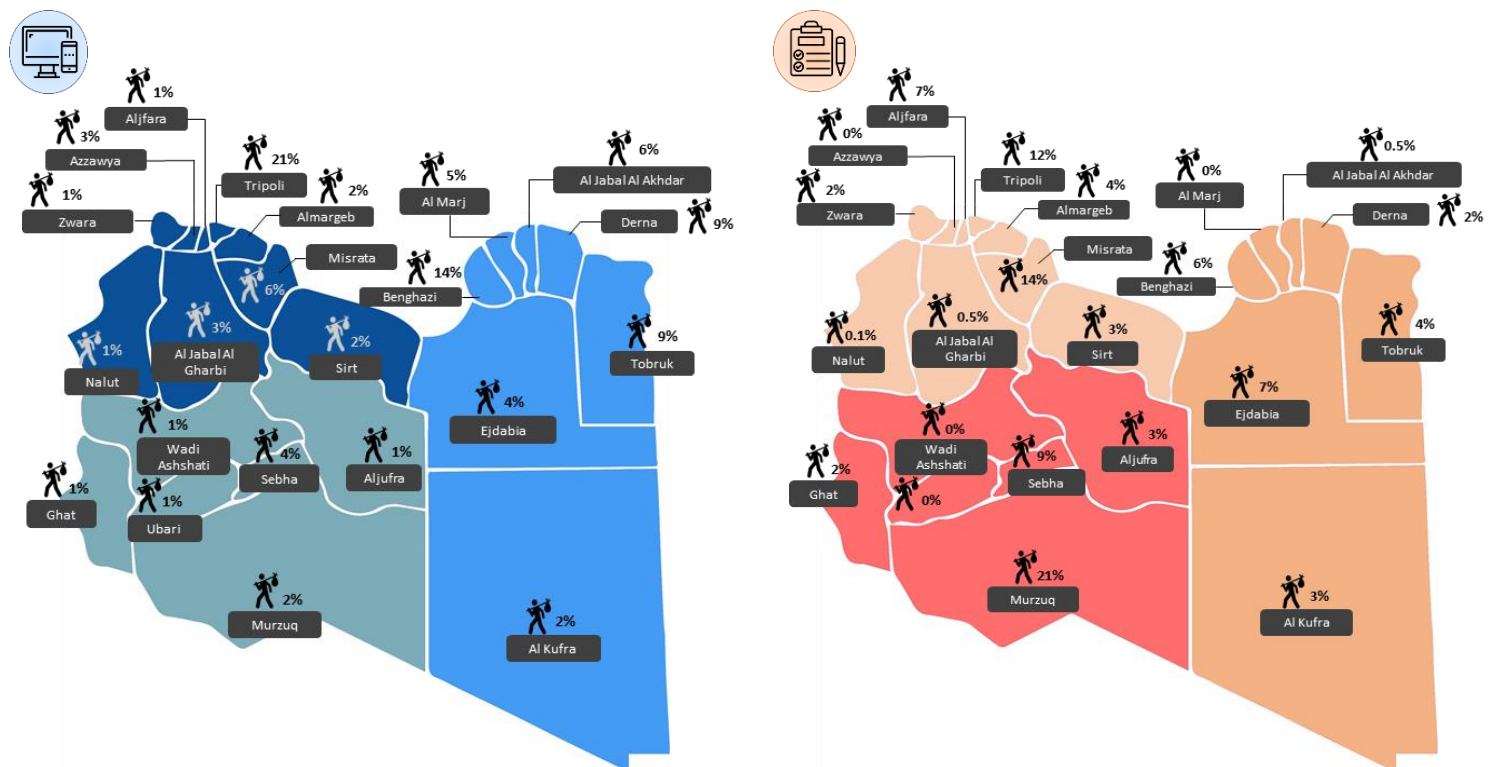 1%
Aljfara
3%
Azzawya
21%
Tripoli
1%
Zwara
2%
Almargeb
5%
Al Marj
6%
Al Jabal Al Akhdar
Derna
9%
Misrata
6%
14%
Benghazi
3%
Al Jabal Al
Gharbi
1%
Nalut
2%
Sirt
9%
Tobruk
4%
Ejdabia
1%
Wadi
Ashshati
4%
Sebha
1%
Aljufra
1%
Ghat
1%
Ubari
2%
Murzuq
2%
Al Kufra
7%
Aljfara
0%
Azzawya
12%
Tripoli
2%
Zwara
4%
Almargeb
0%
Al Marj
0.5%
Al Jabal Al Akhdar
Derna
2%
Misrata
14%
6%
Benghazi
0.5%
Al Jabal Al
Gharbi
0.1%
Nalut
3%
Sirt
4%
Tobruk
7%
Ejdabia
0%
Wadi
Ashshati
9%
Sebha
3%
Aljufra
2%
Ghat
0%
21%
Murzuq
3%
Al Kufra